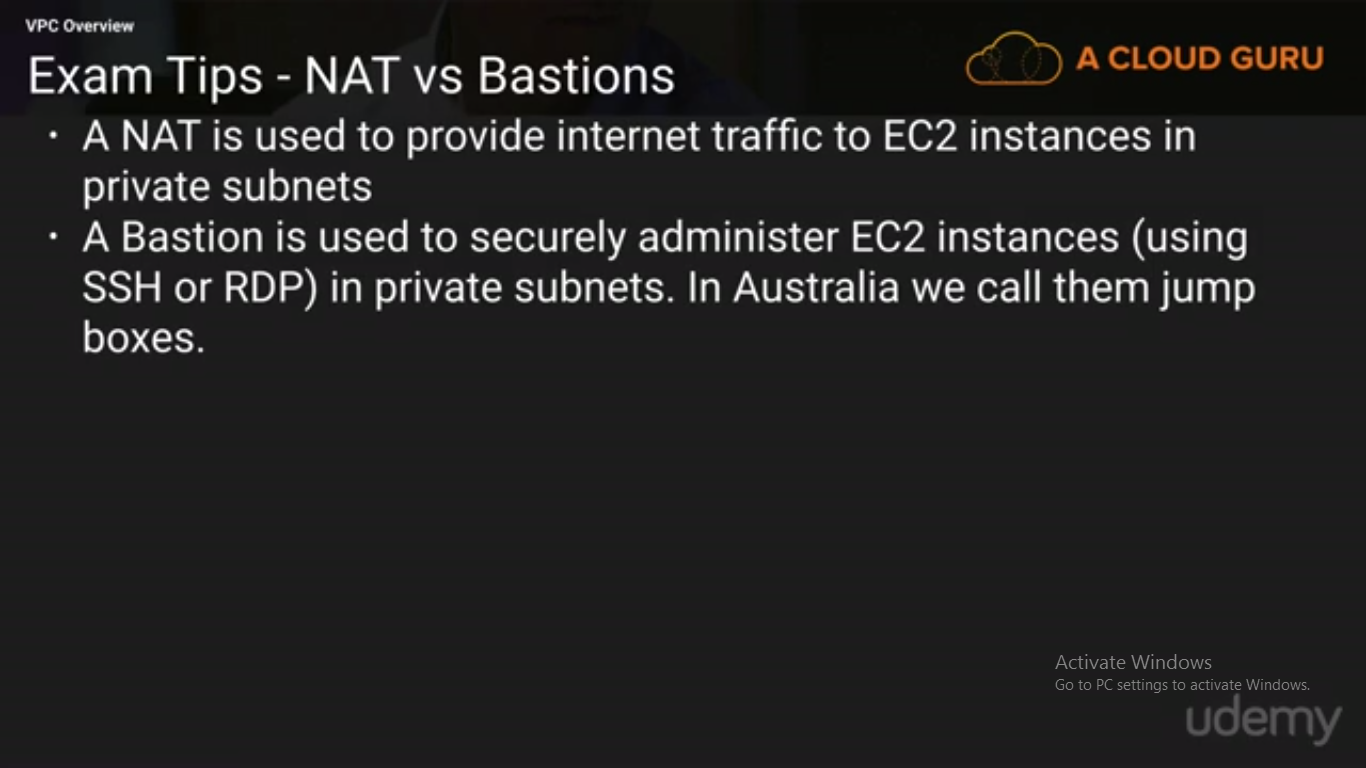 VPC Overview
Exam Tips - NAT vs Bastions
A CLOUD GURU
• A NAT is used to provide internet traffic to EC2 instances in
private subnets
• A Bastion is used to securely administer EC2 instances (using
SSH or RDP) in private subnets. In Australia we call them jump
boxes.
Activate Windows
Go to PC settings to activate Windows.
udemy